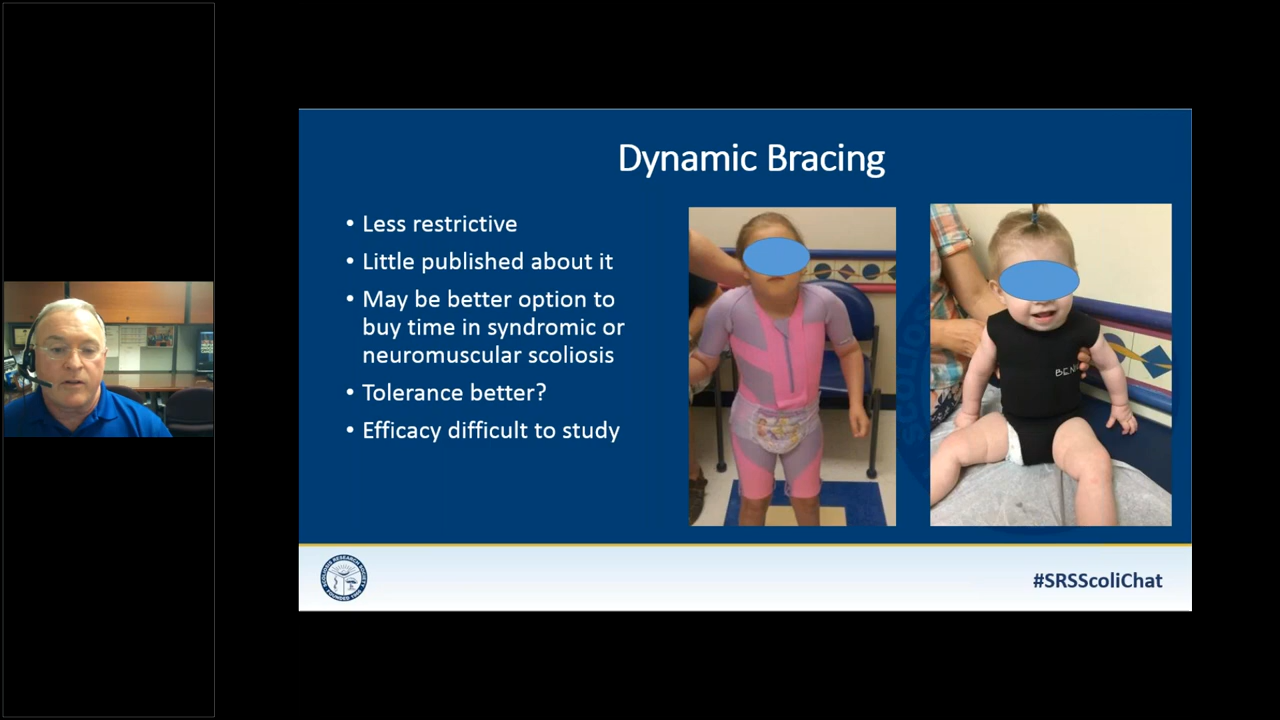 Dynamic Bracing
• Less restrictive
• Little published about it
• May be better option to
buy time in syndromic or
neuromuscular scoliosis
• Tolerance better?
• Efficacy difficult to study
#SRSScoliChat